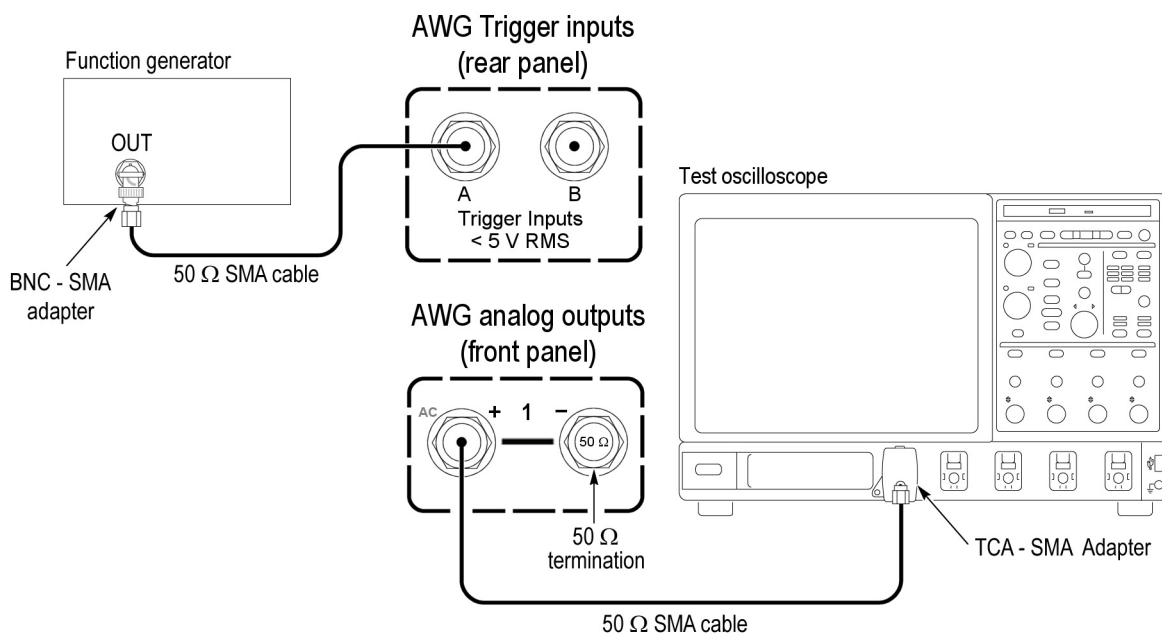 AWG Trigger inputs
(rear panel)
Function generator
OUT
A
B
Trigger Inputs
< 5 V RMS
50 Ω SMA cable
BNC - SMA
adapter
Test oscilloscope
AWG analog outputs
(front panel)
AC
+ 1 -
50 Ω
50 Ω
termination
TCA - SMA Adapter
50 Ω SMA cable